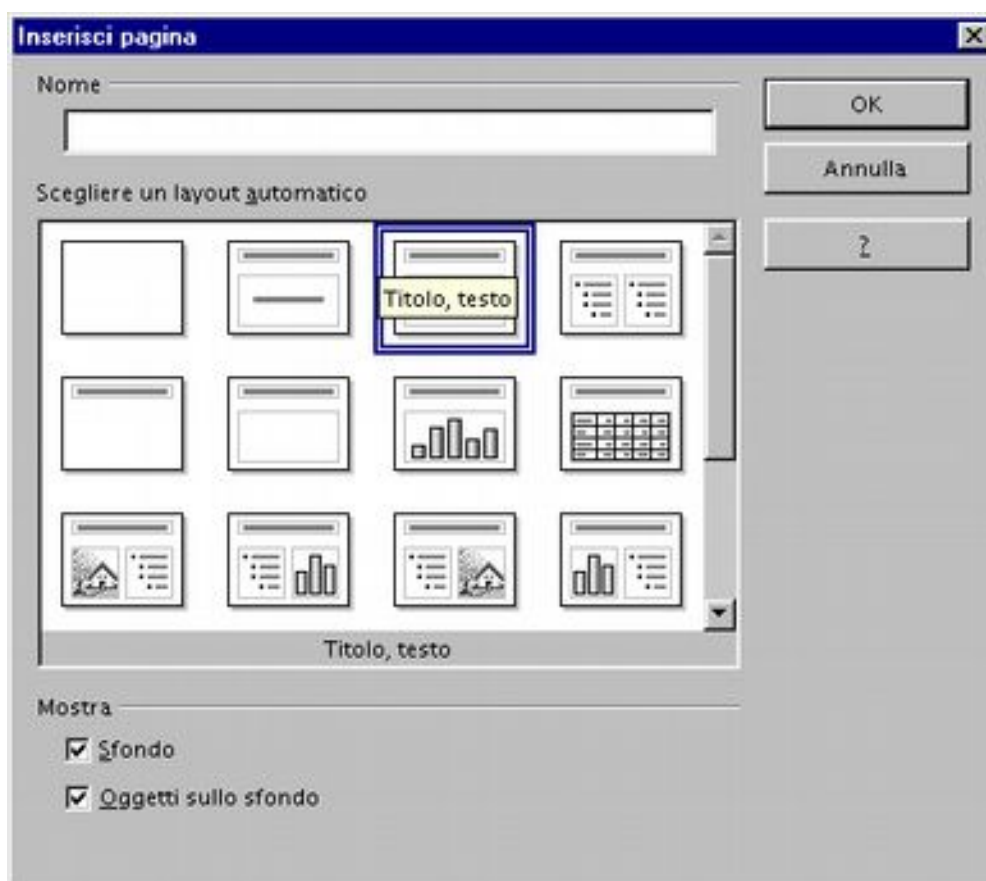 Inserisci pagina
Nome
OK
Annulla
Scegliere un layout automatico
?
Titolo, testo
Titolo, testo
Mostra
Sfondo
Oggetti sullo sfondo